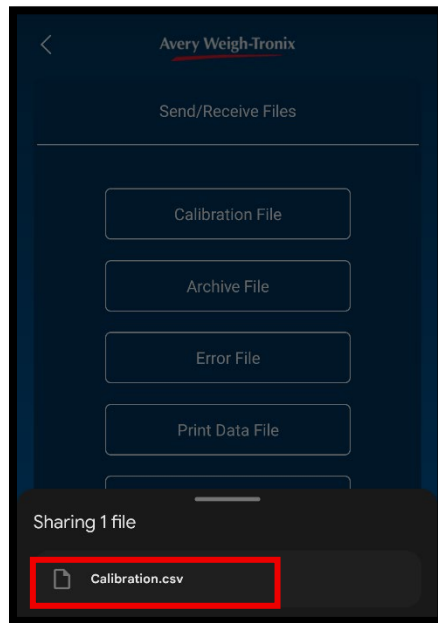 Avery Weigh-Tronix
Send/Receive Files
Calibration File
Archive File
Error File
Print Data File
Sharing 1 file
Calibration.csv